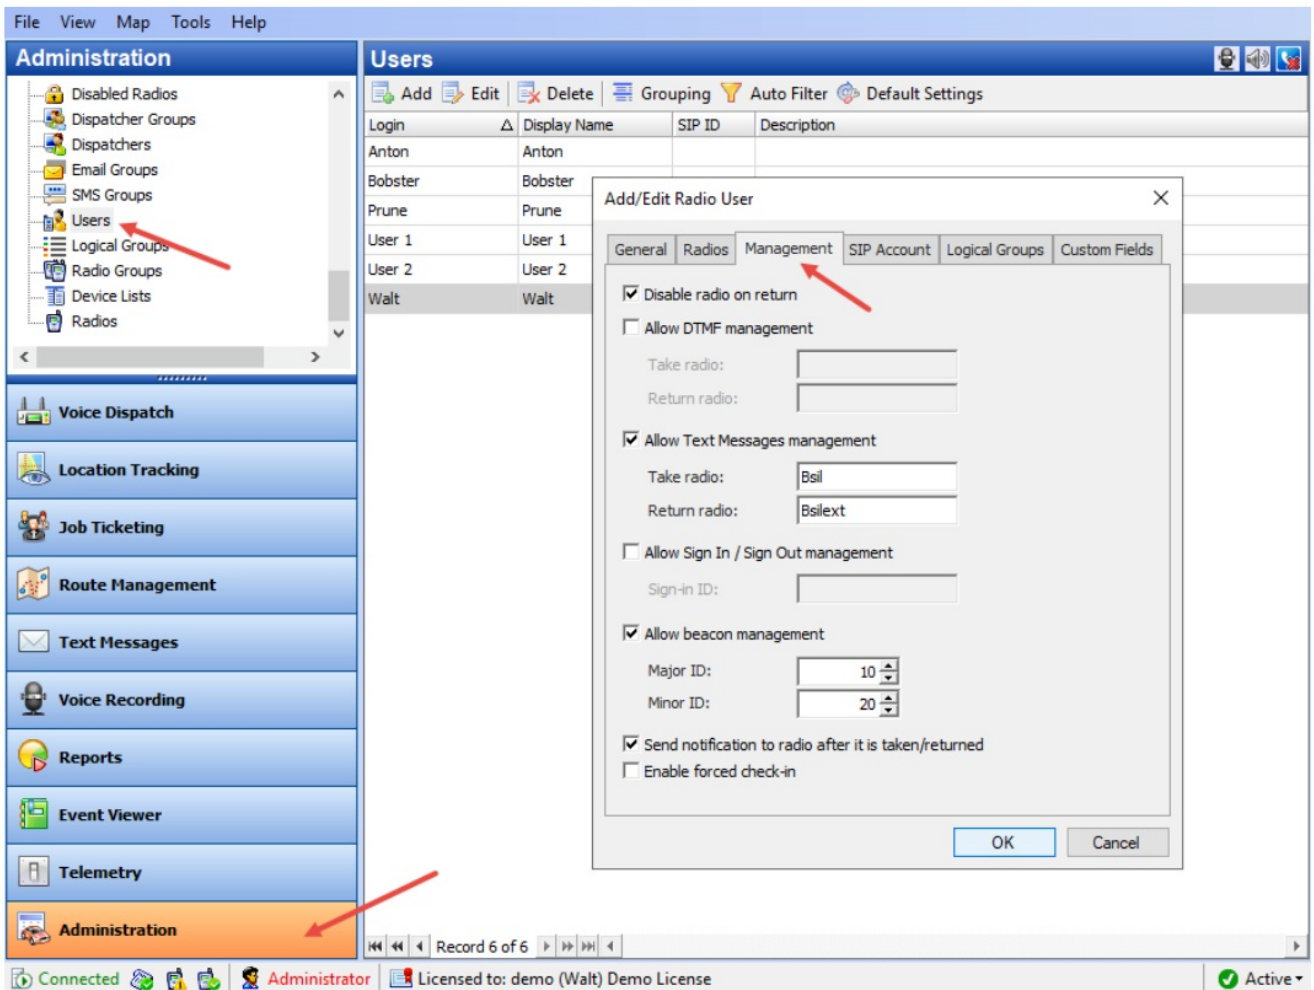 File View Map Tools Help
Administration
Disabled Radios
Dispatcher Groups
Dispatchers
Email Groups
SMS Groups
Users
Logical Groups
Radio Groups
Device Lists
Radios
Voice Dispatch
Location Tracking
Job Ticketing
Route Management
Text Messages
Voice Recording
Reports
Event Viewer
Telemetry
Administration
Users
Add Edit Delete Grouping Auto Filter Default Settings
Login Display Name SIP ID Description
Anton Anton
Bobster Bobster
Prune Prune
User 1 User 1
User 2 User 2
Walt Walt
Add/Edit Radio User
General Radios Management SIP Account Logical Groups Custom Fields
Disable radio on return
Allow DTMF management
Take radio:
Return radio:
Allow Text Messages management
Take radio: Bsil
Return radio: Bsilext
Allow Sign In / Sign Out management
Sign-in ID:
Allow beacon management
Major ID: 10
Minor ID: 20
Send notification to radio after it is taken/returned
Enable forced check-in
OK Cancel
Record 6 of 6
Connected Administrator Licensed to: demo (Walt) Demo License Active